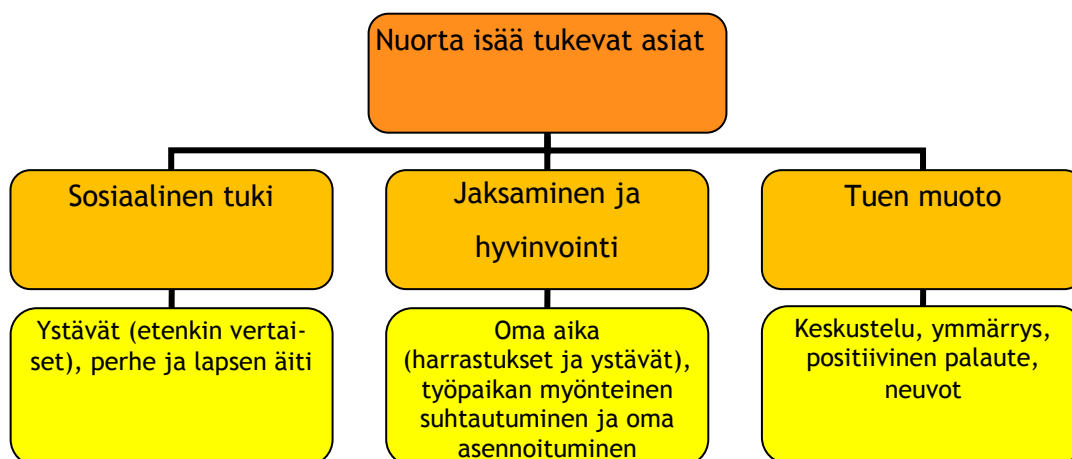 Nuorta isää tukevat asiat
Sosiaalinen tuki
Jaksaminen ja
hyvinvointi
Tuen muoto
Ystävät (etenkin vertai-
set), perhe ja lapsen äiti
Oma aika
(harrastukset ja ystävät),
työpaikan myönteinen
suhtautuminen ja oma
asennoituminen
Keskustelu, ymmärrys,
positiivinen palaute,
neuvot